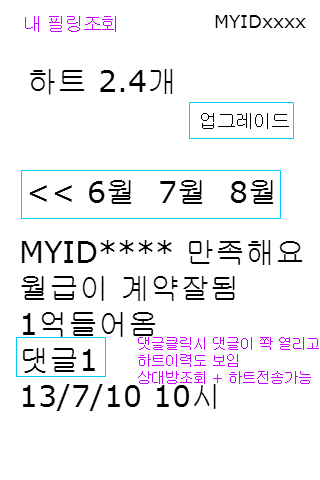 내 필링조회 MYIDxxxx
하트 2.4개
업그레이드
<< 6월 7월 8월
MYID**** 만족해요
월급이 계약잘됨
1억들어옴
댓글1
댓글클릭시 댓글이 쫙 열리고
하트이력도 보임
상대방조회 + 하트전송가능
13/7/10 10시